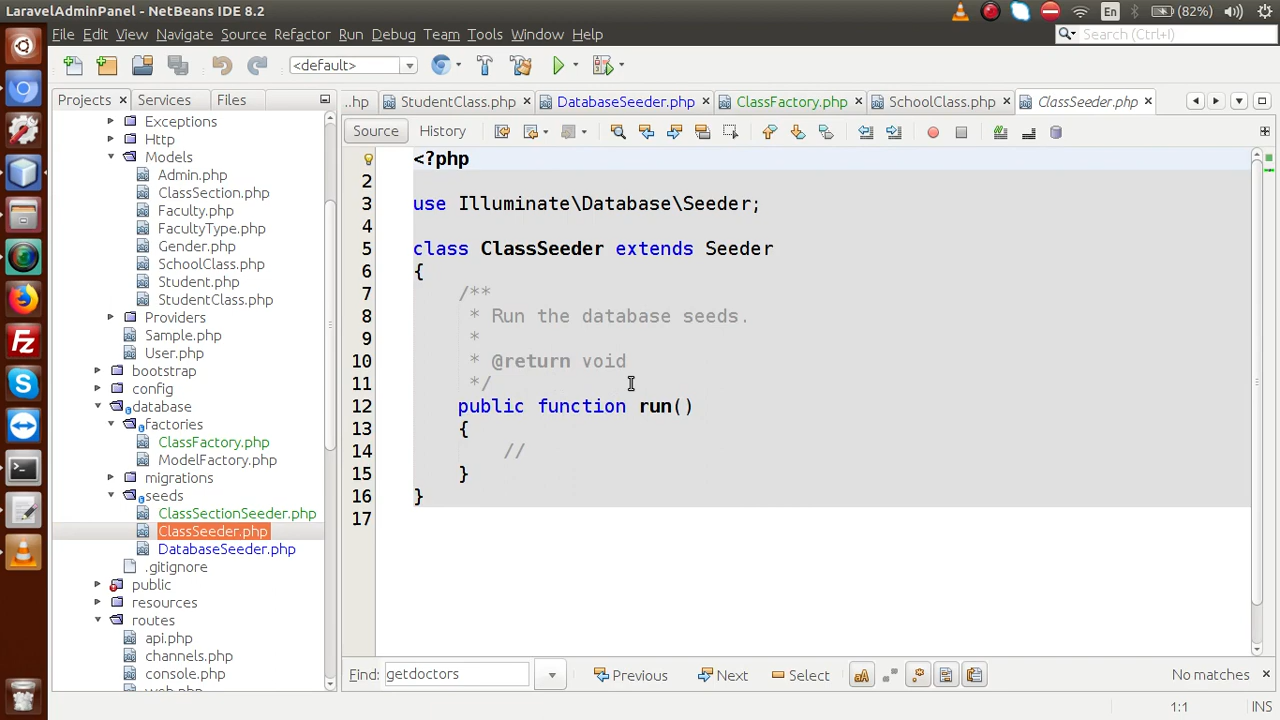 LaravelAdminPanel - NetBeans IDE 8.2
En
(82%)
File Edit View Navigate Source Refactor Run Debug Team Tools Window Help
Search (Ctrl+I)
<default>
Projects
Services
Files
...hp
StudentClass.php
DatabaseSeeder.php
ClassFactory.php
SchoolClass.php
ClassSeeder.php
Source
History
Exceptions
Http
Models
Admin.php
ClassSection.php
Faculty.php
FacultyType.php
Gender.php
SchoolClass.php
Student.php
StudentClass.php
Providers
Sample.php
User.php
bootstrap
config
database
factories
ClassFactory.php
ModelFactory.php
migrations
seeds
ClassSectionSeeder.php
ClassSeeder.php
DatabaseSeeder.php
.gitignore
public
resources
routes
api.php
channels.php
console.php
web.php
<?php
2
3 use Illuminate\Database\Seeder;
4
5 class ClassSeeder extends Seeder
6 {
7 /**
8 * Run the database seeds.
9 *
10 * @return void
11 */
12 public function run()
13 {
14 //
15 }
16 }
17
Find: getdoctors
Previous
Next
Select
aA
No matches
1:1
INS